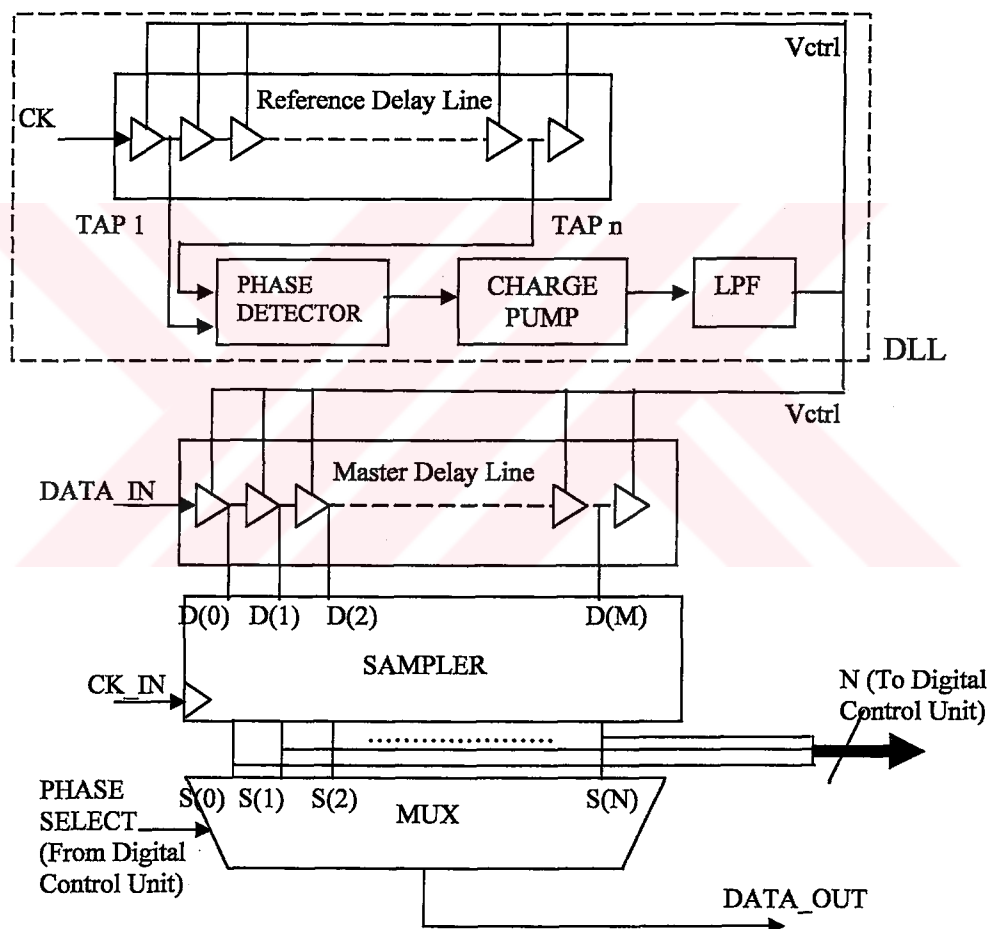 Vctrl
Reference Delay Line
CK
TAP 1
TAP n
PHASE
DETECTOR
CHARGE
PUMP
LPF
DLL
Vctrl
Master Delay Line
DATA_IN
D(0)
D(1)
D(2)
D(M)
SAMPLER
CK_IN
N (To Digital
Control Unit)
S(0)
S(1)
S(2)
S(N)
MUX
PHASE
SELECT
(From Digital
Control Unit)
DATA_OUT